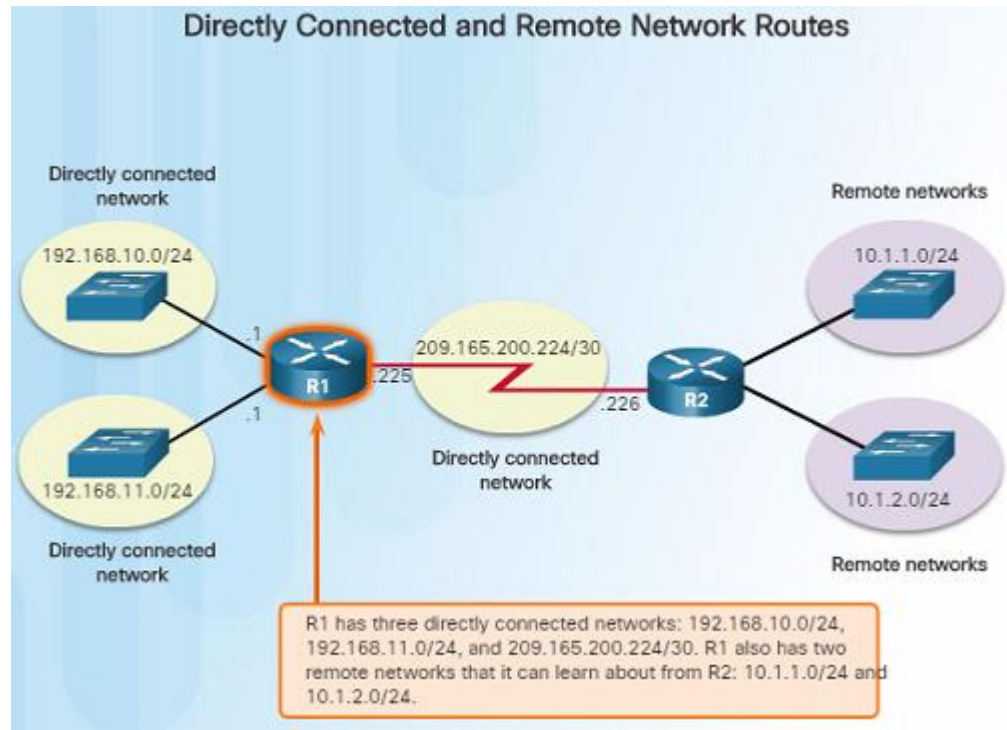 Directly Connected and Remote Network Routes
Directly connected
network
192.168.10.0/24
.1
R1
.1
192.168.11.0/24
Directly connected
network
209.165.200.224/30
.225
.226
Directly connected
network
R2
Remote networks
10.1.1.0/24
10.1.2.0/24
Remote networks
R1 has three directly connected networks: 192.168.10.0/24,
192.168.11.0/24, and 209.165.200.224/30. R1 also has two
remote networks that it can learn about from R2: 10.1.1.0/24 and
10.1.2.0/24.